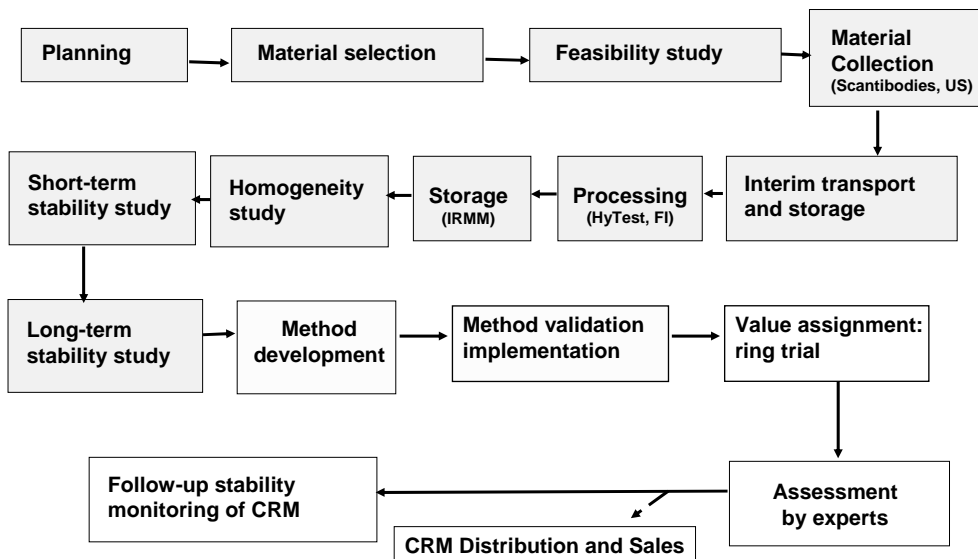 Planning
Material selection
Feasibility study
Material
Collection
(Scantibodies, US)
Short-term
stability study
Homogeneity
study
Storage
(IRMM)
Processing
(HyTest, FI)
Interim transport
and storage
Long-term
stability study
Method
development
Method validation
implementation
Value assignment:
ring trial
Follow-up stability
monitoring of CRM
Assessment
by experts
CRM Distribution and Sales